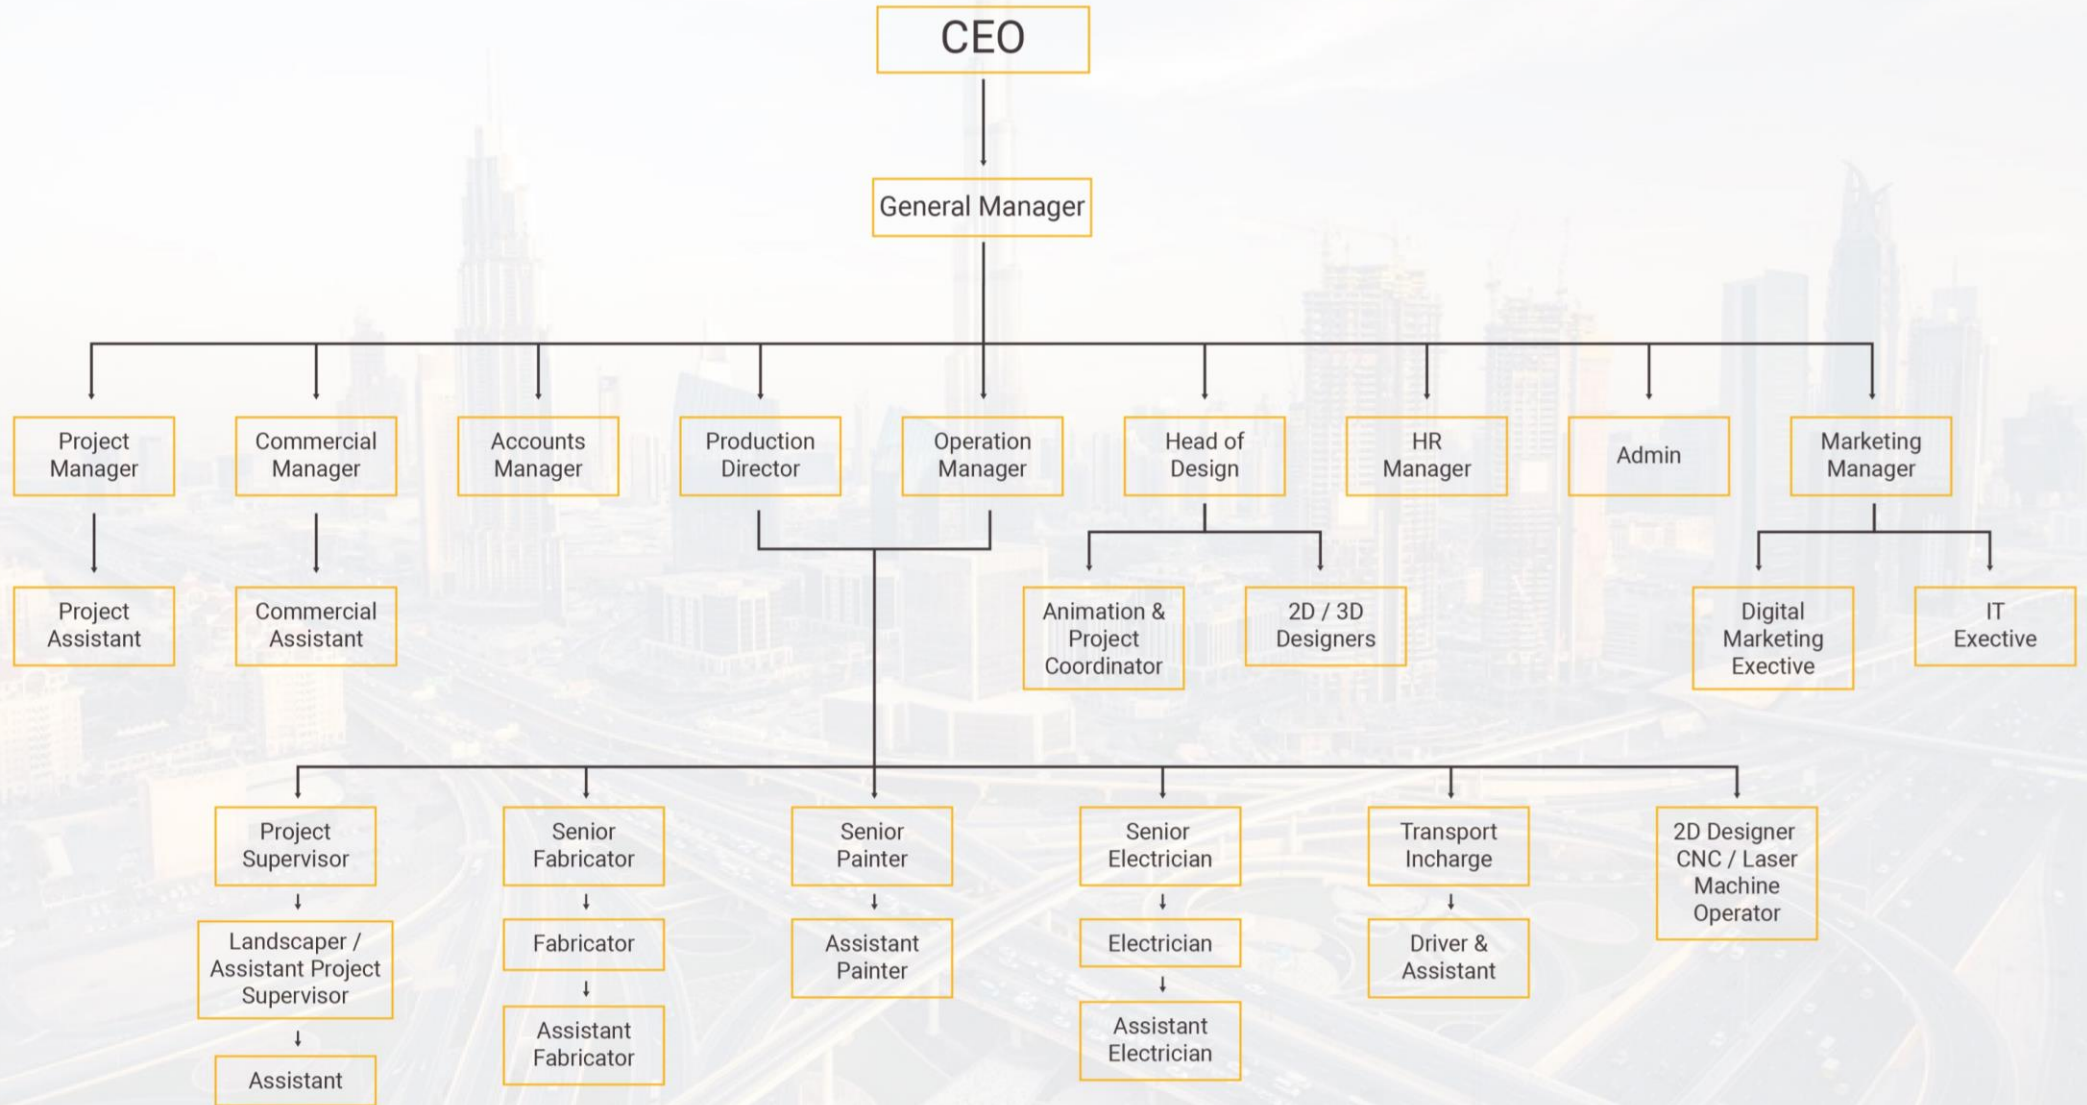 CEO
General Manager
Project
Manager
Commercial
Manager
Accounts
Manager
Production
Director
Operation
Manager
Head of
Design
HR
Manager
Admin
Marketing
Manager
Project
Assistant
Commercial
Assistant
Animation &
Project
Coordinator
2D / 3D
Designers
Digital
Marketing
Exective
IT
Exective
Project
Supervisor
Senior
Fabricator
Senior
Painter
Senior
Electrician
Transport
Incharge
2D Designer
CNC / Laser
Machine
Operator
Landscaper /
Assistant Project
Supervisor
Fabricator
Assistant
Painter
Electrician
Driver &
Assistant
Assistant
Assistant
Fabricator
Assistant
Electrician